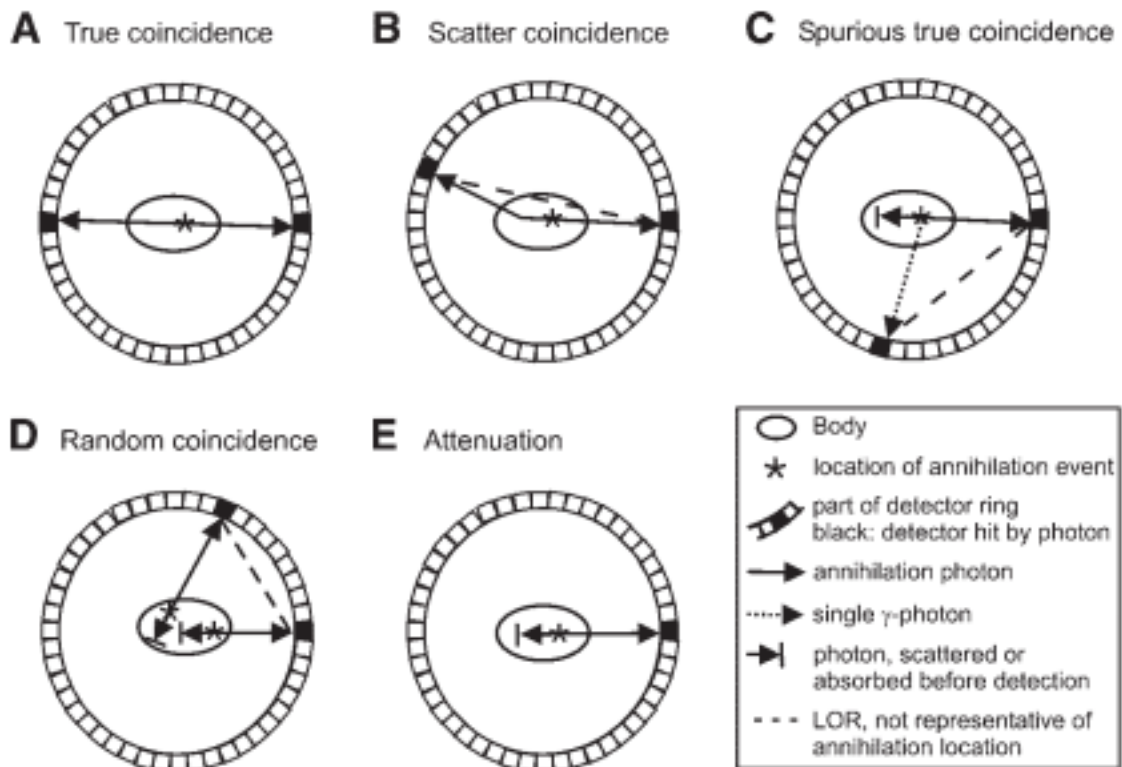 A True coincidence
B Scatter coincidence
C Spurious true coincidence
D Random coincidence
E Attenuation
Body
location of annihilation event
part of detector ring
black: detector hit by photon
annihilation photon
single γ-photon
photon, scattered or
absorbed before detection
LOR, not representative of
annihilation location